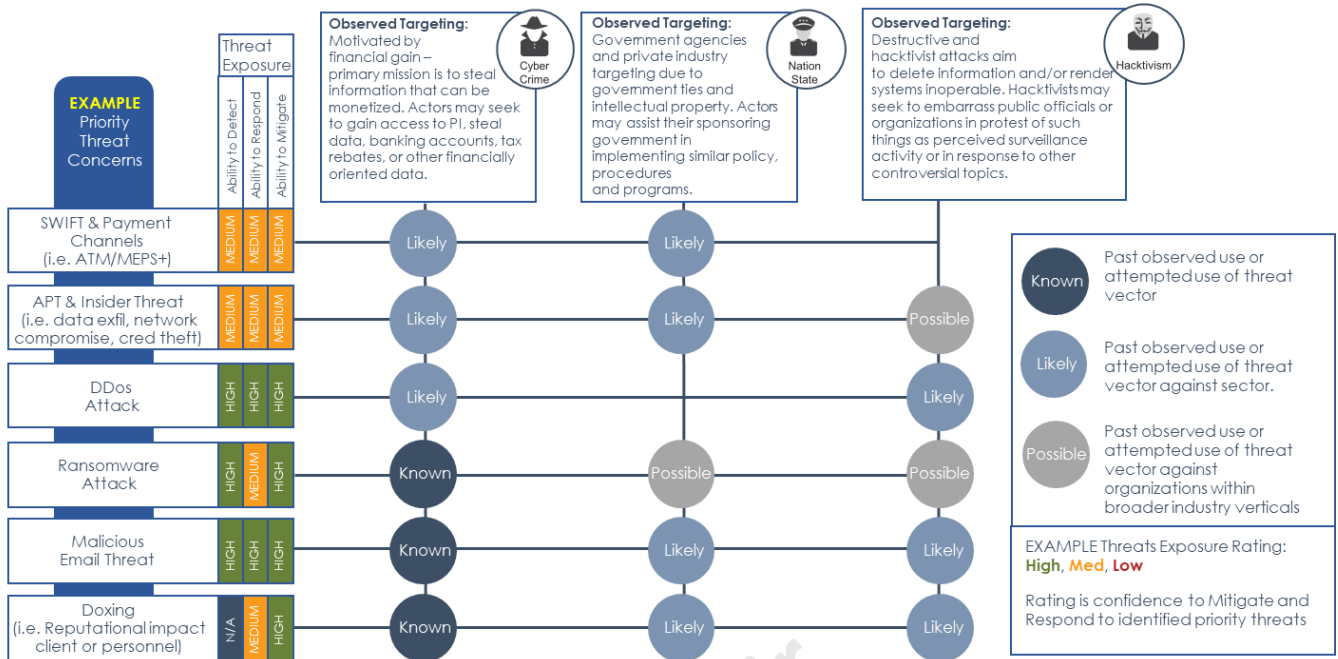 Threat
Exposure
Ability to Detect
Ability to Respond
Ability to Mitigate
EXAMPLE
Priority
Threat
Concerns
Observed Targeting:
Motivated by
financial gain –
primary mission is to steal
information that can be
monetized. Actors may seek
to gain access to PI, steal
data, banking accounts, tax
rebates, or other financially
oriented data.
Cyber
Crime
Observed Targeting:
Government agencies
and private industry
targeting due to
government ties and
intellectual property. Actors
may assist their sponsoring
government in
implementing similar policy,
procedures
and programs.
Nation
State
Observed Targeting:
Destructive and
hacktivist attacks aim
to delete information and/or render
systems inoperable. Hacktivists may
seek to embarrass public officials or
organizations in protest of such
things as perceived surveillance
activity or in response to other
controversial topics.
Hacktivism
SWIFT & Payment
Channels
(i.e. ATM/MEPS+)
MEDIUM
MEDIUM
MEDIUM
Likely
Likely
APT & Insider Threat
(i.e. data exfil, network
compromise, cred theft)
MEDIUM
MEDIUM
MEDIUM
Likely
Likely
Possible
DDos
Attack
HIGH
HIGH
HIGH
Likely
Likely
Ransomware
Attack
HIGH
MEDIUM
HIGH
Known
Possible
Possible
Malicious
Email Threat
HIGH
HIGH
HIGH
Known
Likely
Likely
Doxing
(i.e. Reputational impact
client or personnel)
N/A
MEDIUM
HIGH
Known
Likely
Likely
Known
Past observed use or
attempted use of threat
vector
Likely
Past observed use or
attempted use of threat
vector against sector.
Possible
Past observed use or
attempted use of threat
vector against
organizations within
broader industry verticals
EXAMPLE Threats Exposure Rating:
High, Med, Low
Rating is confidence to Mitigate and
Respond to identified priority threats